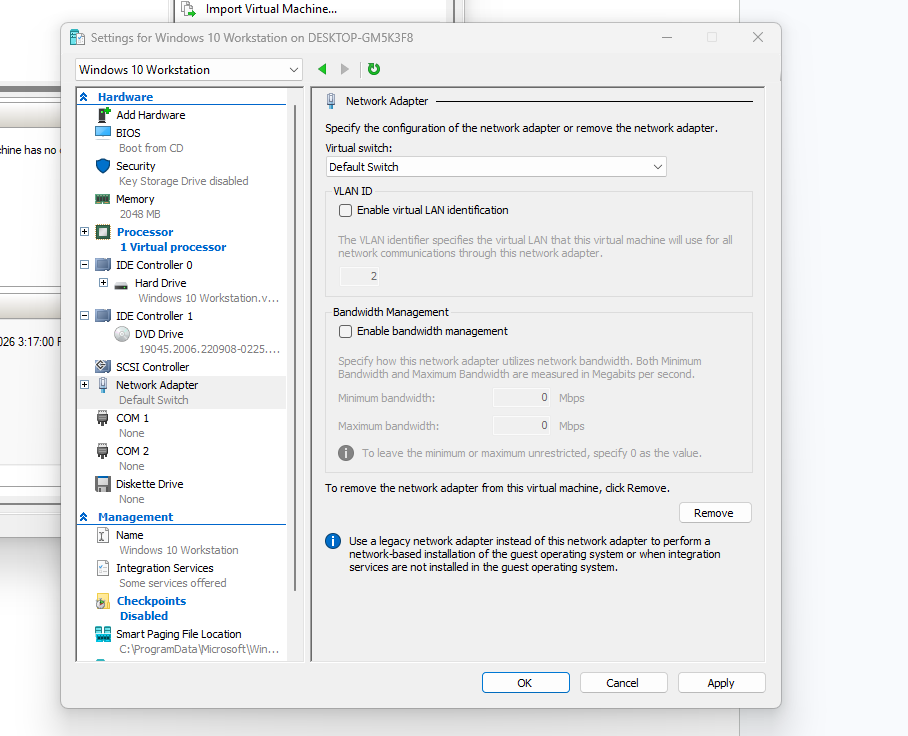 Import Virtual Machine...
Settings for Windows 10 Workstation on DESKTOP-GM5K3F8
Windows 10 Workstation
Hardware
Add Hardware
BIOS
Boot from CD
Security
Key Storage Drive disabled
Memory
2048 MB
Processor
1 Virtual processor
IDE Controller 0
Hard Drive
Windows 10 Workstation.v...
IDE Controller 1
DVD Drive
19045.2006.220908-0225....
SCSI Controller
Network Adapter
Default Switch
COM 1
None
COM 2
None
Diskette Drive
None
Management
Name
Windows 10 Workstation
Integration Services
Some services offered
Checkpoints
Disabled
Smart Paging File Location
C:\ProgramData\Microsoft\Win...
Network Adapter
Specify the configuration of the network adapter or remove the network adapter.
Virtual switch:
Default Switch
VLAN ID
Enable virtual LAN identification
The VLAN identifier specifies the virtual LAN that this virtual machine will use for all
network communications through this network adapter.
2
Bandwidth Management
Enable bandwidth management
Specify how this network adapter utilizes network bandwidth. Both Minimum
Bandwidth and Maximum Bandwidth are measured in Megabits per second.
Minimum bandwidth: 0 Mbps
Maximum bandwidth: 0 Mbps
To leave the minimum or maximum unrestricted, specify 0 as the value.
To remove the network adapter from this virtual machine, click Remove.
Remove
Use a legacy network adapter instead of this network adapter to perform a
network-based installation of the guest operating system or when integration
services are not installed in the guest operating system.
OK Cancel Apply
chine has no
026 3:17:00